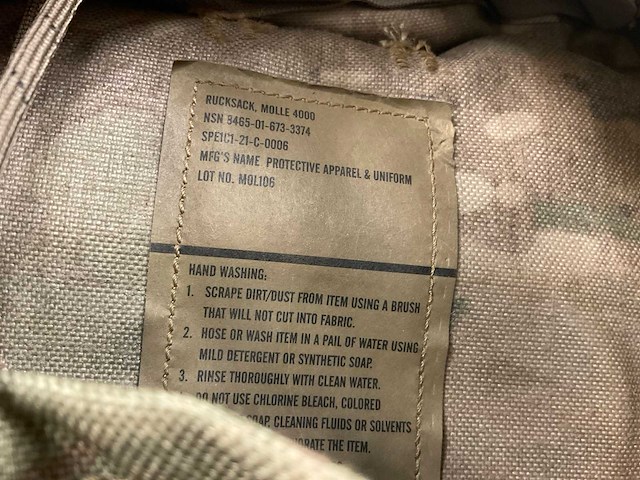 RUCKSACK, MOLLE 4000
NSN 8465-01-673-3374
SPE1C1-21-C-0006
MFG'S NAME PROTECTIVE APPAREL & UNIFORM
LOT NO. MOL106
HAND WASHING:
1. SCRAPE DIRT/DUST FROM ITEM USING A BRUSH
THAT WILL NOT CUT INTO FABRIC.
2. HOSE OR WASH ITEM IN A PAIL OF WATER USING
MILD DETERGENT OR SYNTHETIC SOAP.
3. RINSE THOROUGHLY WITH CLEAN WATER.
DO NOT USE CHLORINE BLEACH, COLORED
SOAP, CLEANING FLUIDS OR SOLVENTS
THE ITEM.